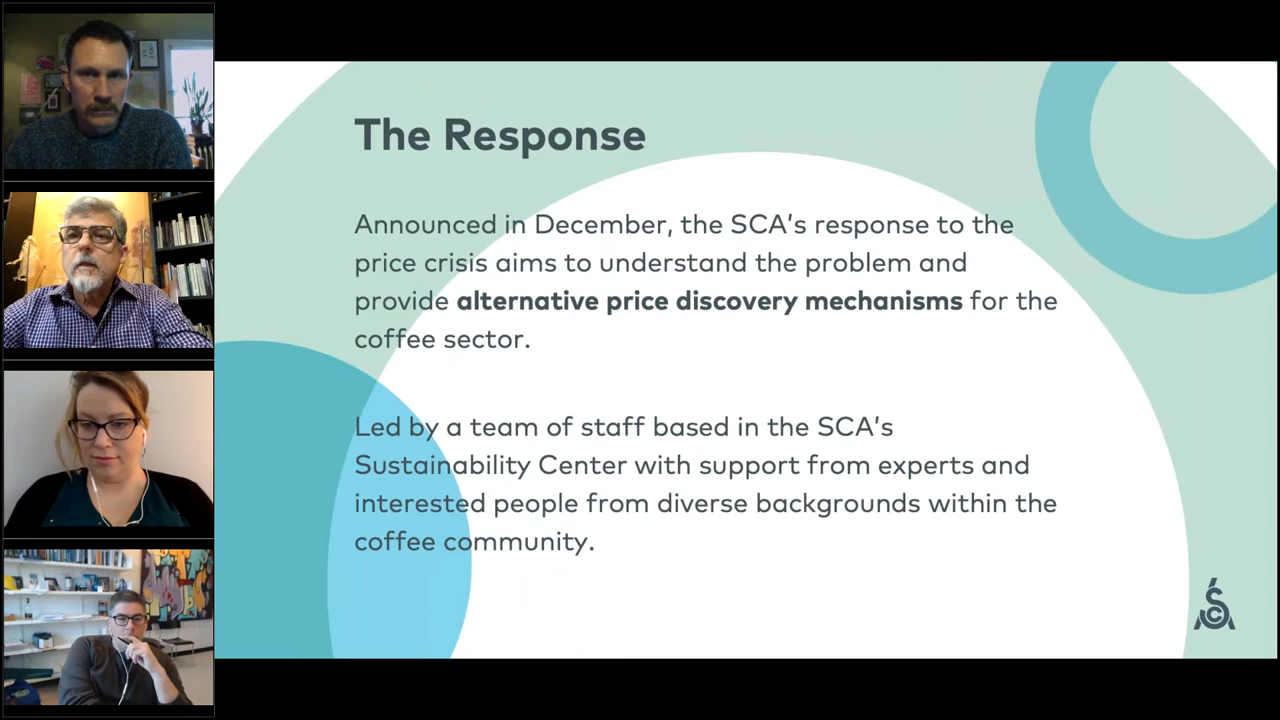 The Response
Announced in December, the SCA's response to the
price crisis aims to understand the problem and
provide alternative price discovery mechanisms for the
coffee sector.
Led by a team of staff based in the SCA's
Sustainability Center with support from experts and
interested people from diverse backgrounds within the
coffee community.
SCA